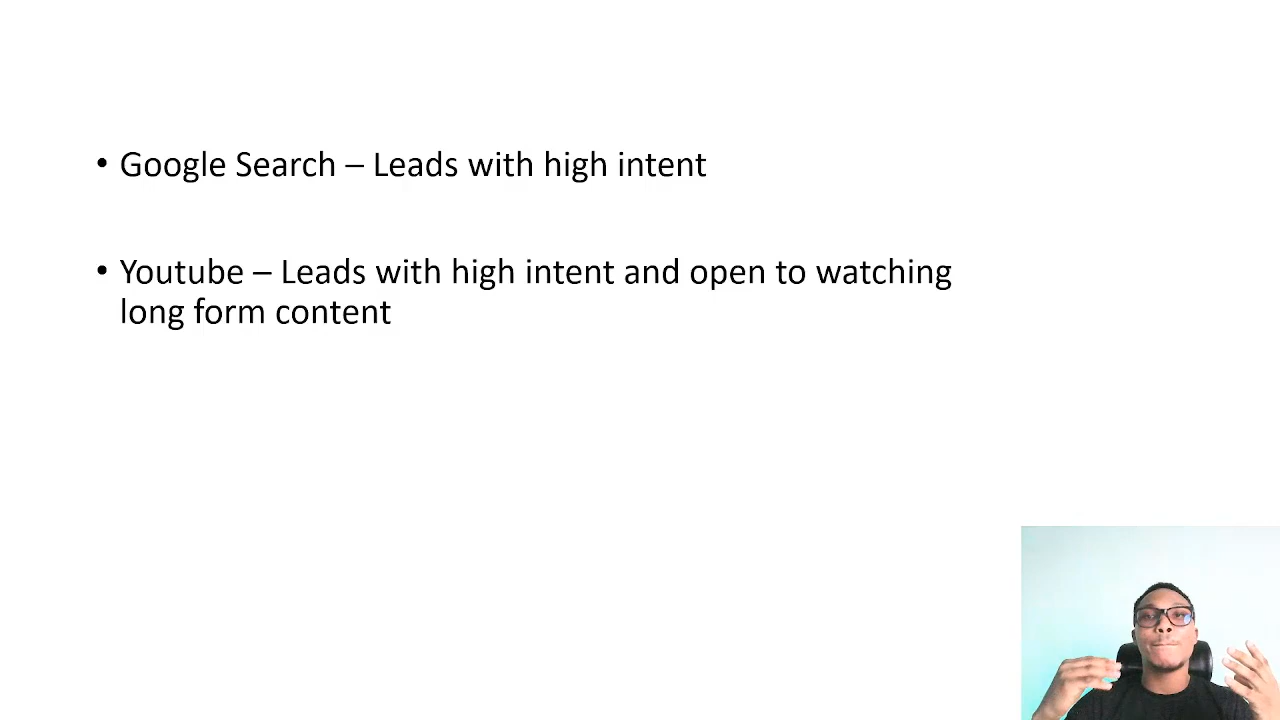 • Google Search – Leads with high intent
• Youtube – Leads with high intent and open to watching
long form content